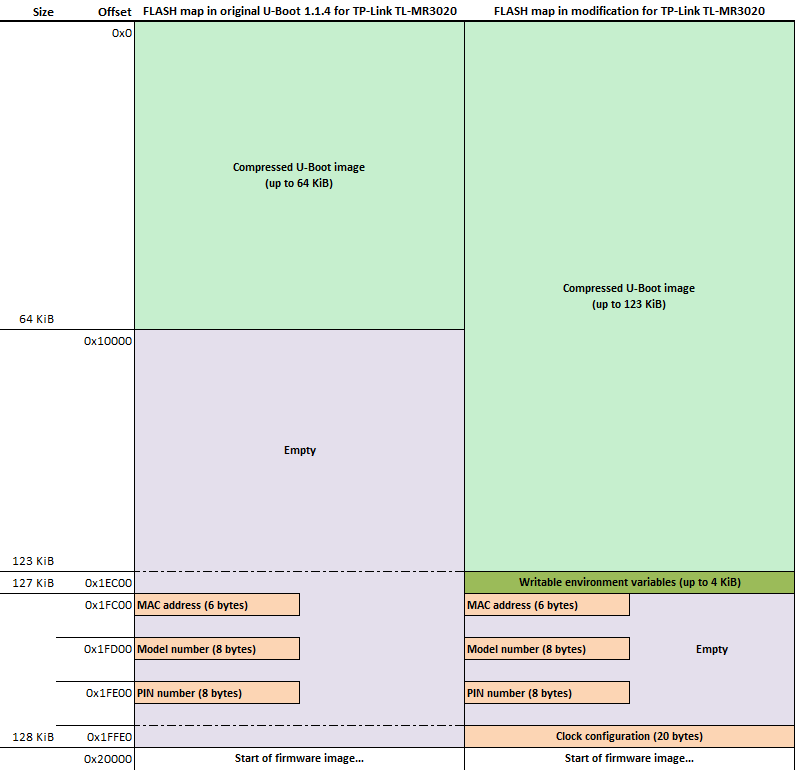 Size Offset FLASH map in original U-Boot 1.1.4 for TP-Link TL-MR3020 FLASH map in modification for TP-Link TL-MR3020
0x0
Compressed U-Boot image
(up to 64 KiB)
Compressed U-Boot image
(up to 123 KiB)
64 KiB
0x10000
Empty
123 KiB
127 KiB 0x1EC00 Writable environment variables (up to 4 KiB)
0x1FC00 MAC address (6 bytes) MAC address (6 bytes)
0x1FD00 Model number (8 bytes) Model number (8 bytes) Empty
0x1FE00 PIN number (8 bytes) PIN number (8 bytes)
128 KiB 0x1FFE0 Clock configuration (20 bytes)
0x20000 Start of firmware image... Start of firmware image...